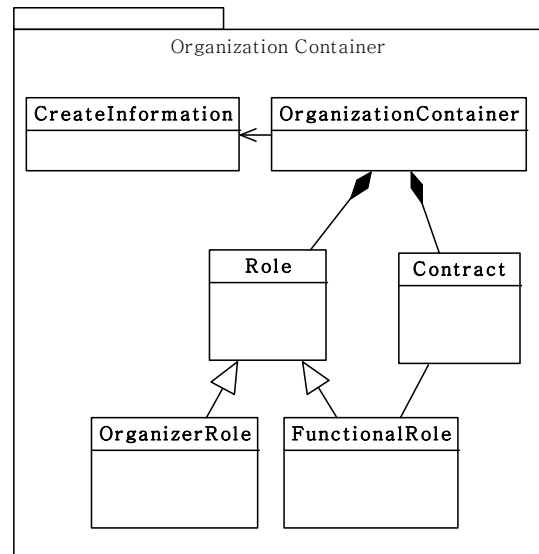 Organization Container
CreateInformation
OrganizationContainer
Role
Contract
OrganizerRole
FunctionalRole